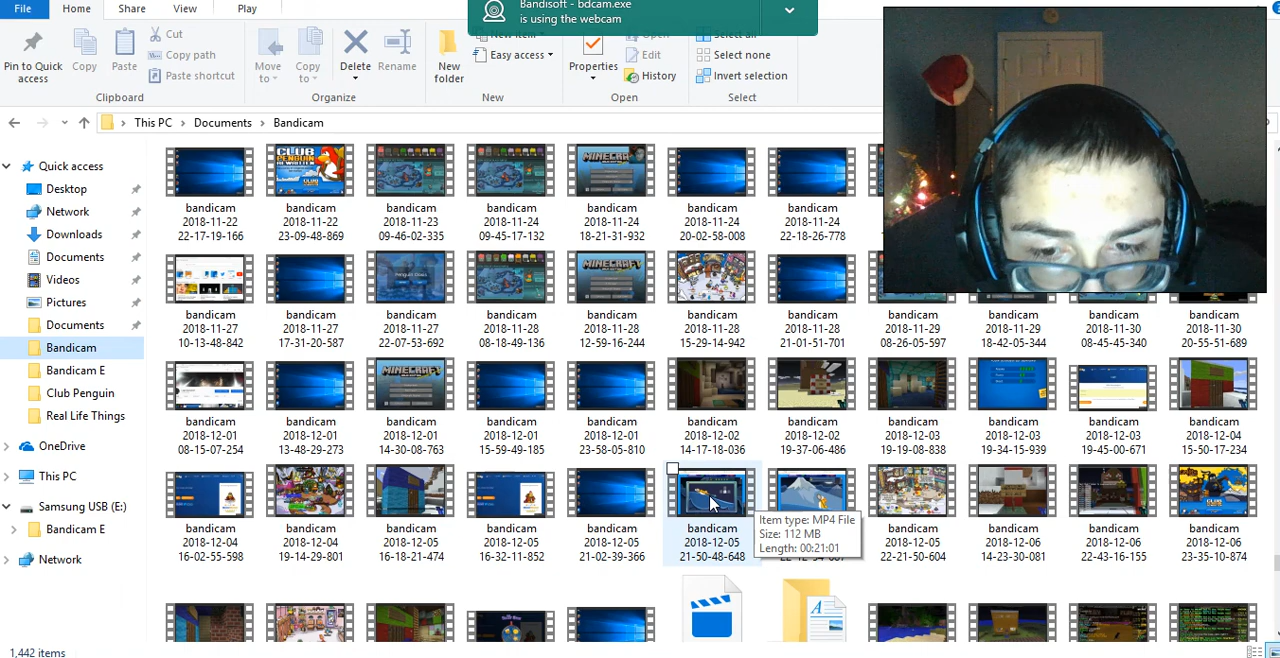 Bandisoft - bdcam.exe
is using the webcam
File Home Share View Play
Pin to Quick
access
Copy
Paste
Cut
Copy path
Paste shortcut
Move
to
Copy
to
Delete
Rename
New
folder
New item
Easy access
Properties
Open
Edit
History
Select all
Select none
Invert selection
Clipboard Organize New Open Select
This PC Documents Bandicam
Quick access
Desktop
Network
Downloads
Documents
Videos
Pictures
Documents
Bandicam
Bandicam E
Club Penguin
Real Life Things
OneDrive
This PC
Samsung USB (E:)
Bandicam E
Network
bandicam bandicam bandicam bandicam bandicam bandicam bandicam
2018-11-22 2018-11-22 2018-11-23 2018-11-24 2018-11-24 2018-11-24 2018-11-24
22-17-19-166 23-09-48-869 09-46-02-335 09-45-17-132 18-21-31-932 20-02-58-008 22-18-26-778
bandicam bandicam bandicam bandicam bandicam bandicam bandicam bandicam bandicam bandicam bandicam
2018-11-27 2018-11-27 2018-11-27 2018-11-28 2018-11-28 2018-11-28 2018-11-28 2018-11-29 2018-11-29 2018-11-30 2018-11-30
10-13-48-842 17-31-20-587 22-07-53-692 08-18-49-136 12-59-16-244 15-29-14-942 21-01-51-701 08-26-05-597 18-42-05-344 08-45-45-340 20-55-51-689
bandicam bandicam bandicam bandicam bandicam bandicam bandicam bandicam bandicam bandicam bandicam
2018-12-01 2018-12-01 2018-12-01 2018-12-01 2018-12-01 2018-12-02 2018-12-02 2018-12-03 2018-12-03 2018-12-03 2018-12-04
08-15-07-254 13-48-29-273 14-30-08-763 15-59-49-185 23-58-05-810 14-17-18-036 19-37-06-486 19-19-08-838 19-34-15-939 19-45-00-671 15-50-17-234
bandicam bandicam bandicam bandicam bandicam bandicam bandicam bandicam bandicam bandicam
2018-12-04 2018-12-04 2018-12-05 2018-12-05 2018-12-05 2018-12-05 2018-12-05 2018-12-06 2018-12-06 2018-12-06
16-02-55-598 19-14-29-801 16-18-21-474 16-32-11-852 21-02-39-366 21-50-48-648 22-21-50-604 14-23-30-081 22-43-16-155 23-35-10-874
Item type: MP4 File
Size: 112 MB
Length: 00:21:01
CLUB
PENGUIN
REWRITTEN
MINECRAFT
MINECRAFT
MINECRAFT
1,442 items